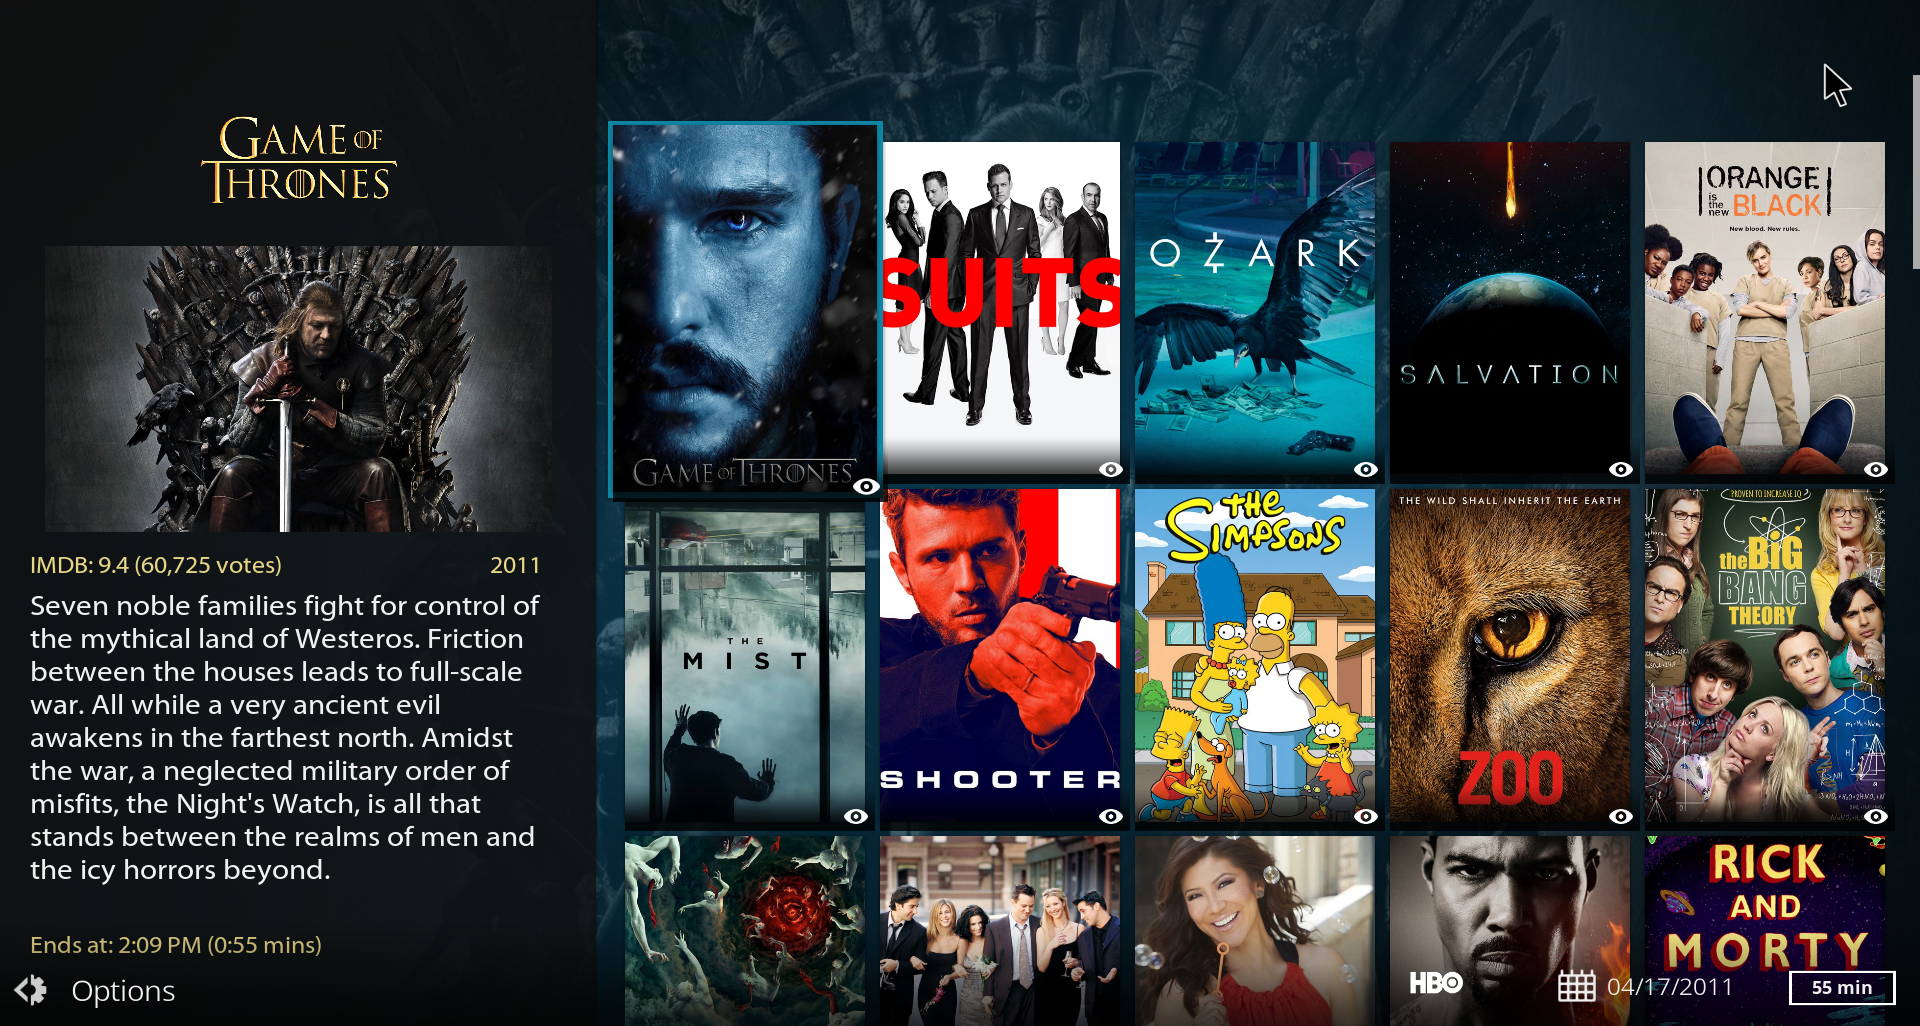 GAME OF
THRONES
IMDB: 9.4 (60,725 votes)
2011
Seven noble families fight for control of
the mythical land of Westeros. Friction
between the houses leads to full-scale
war. All while a very ancient evil
awakens in the farthest north. Amidst
the war, a neglected military order of
misfits, the Night's Watch, is all that
stands between the realms of men and
the icy horrors beyond.
Ends at: 2:09 PM (0:55 mins)
Options
GAME OF THRONES
SUITS
OZARK
SALVATION
ORANGE
is the new BLACK
New blood. New rules.
THE
MIST
SHOOTER
THE
SIMPSONS
THE WILD SHALL INHERIT THE EARTH
ZOO
PROVEN TO INCREASE IQ
the BIG
BANG
THEORY
RICK
AND
MORTY
HBO
04/17/2011
55 min